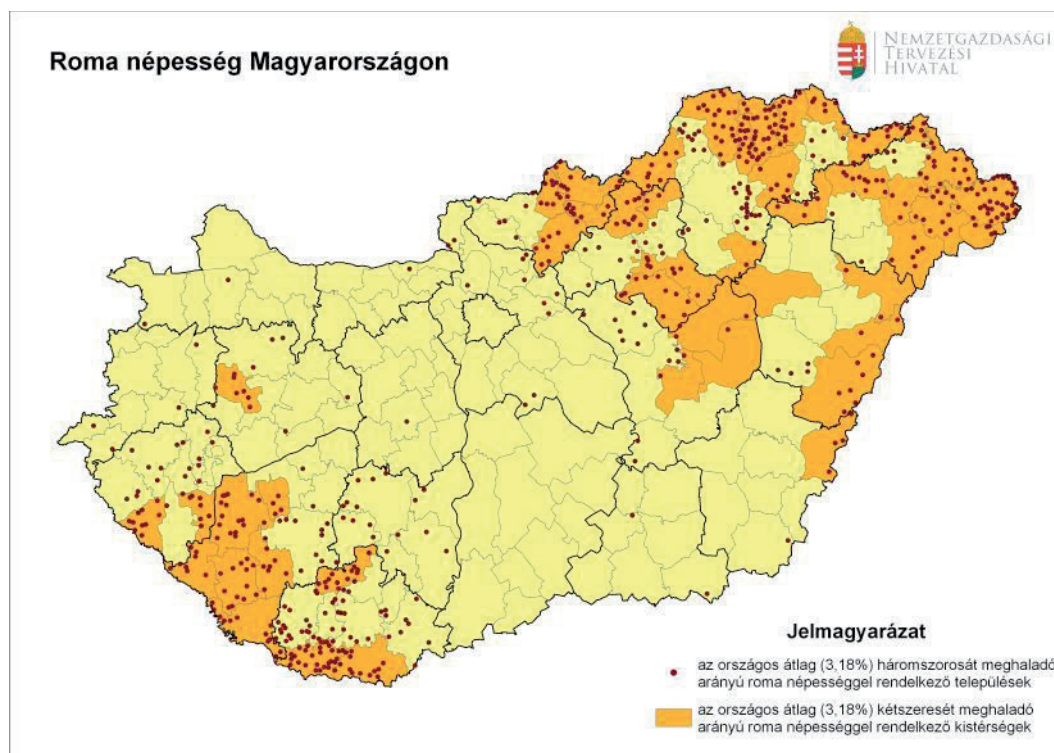 Roma népesség Magyarországon
NEMZETGAZDASÁGI
TERVEZÉSI
HIVATAL
Jelmagyarázat
az országos átlag (3,18%) háromszorosát meghaladó
arányú roma népességgel rendelkező települések
az országos átlag (3,18%) kétszeresét meghaladó
arányú roma népességgel rendelkező kistérségek